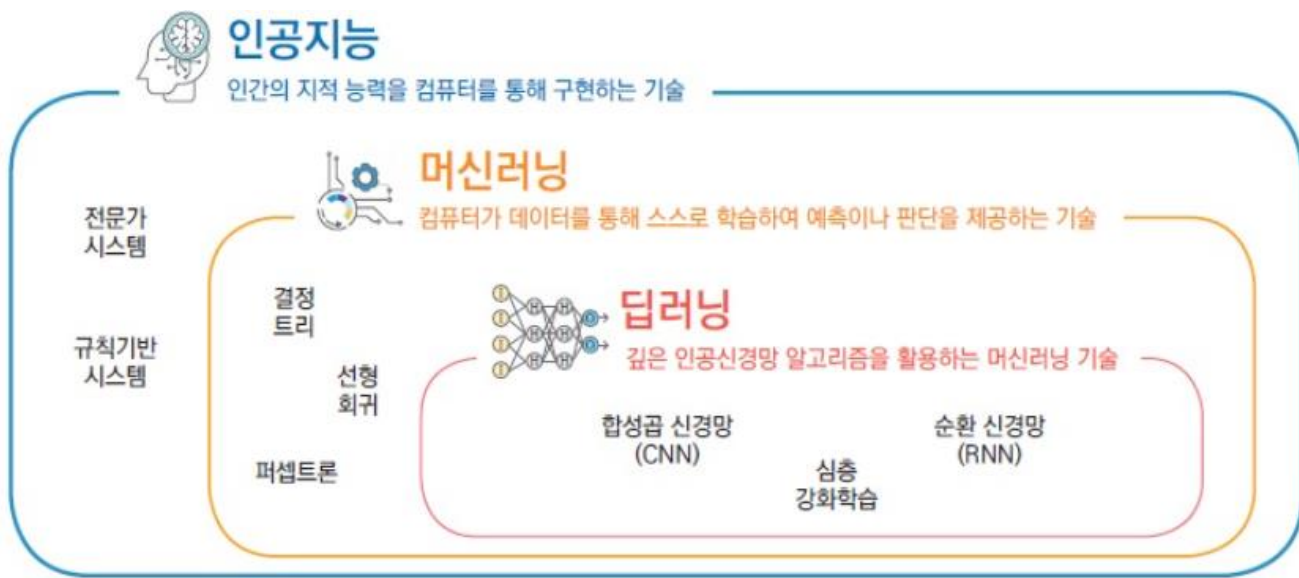 인공지능
인간의 지적 능력을 컴퓨터를 통해 구현하는 기술
머신러닝
컴퓨터가 데이터를 통해 스스로 학습하여 예측이나 판단을 제공하는 기술
전문가
시스템
규칙기반
시스템
결정
트리
선형
회귀
퍼셉트론
딥러닝
깊은 인공신경망 알고리즘을 활용하는 머신러닝 기술
합성곱 신경망
(CNN)
심층
강화학습
순환 신경망
(RNN)